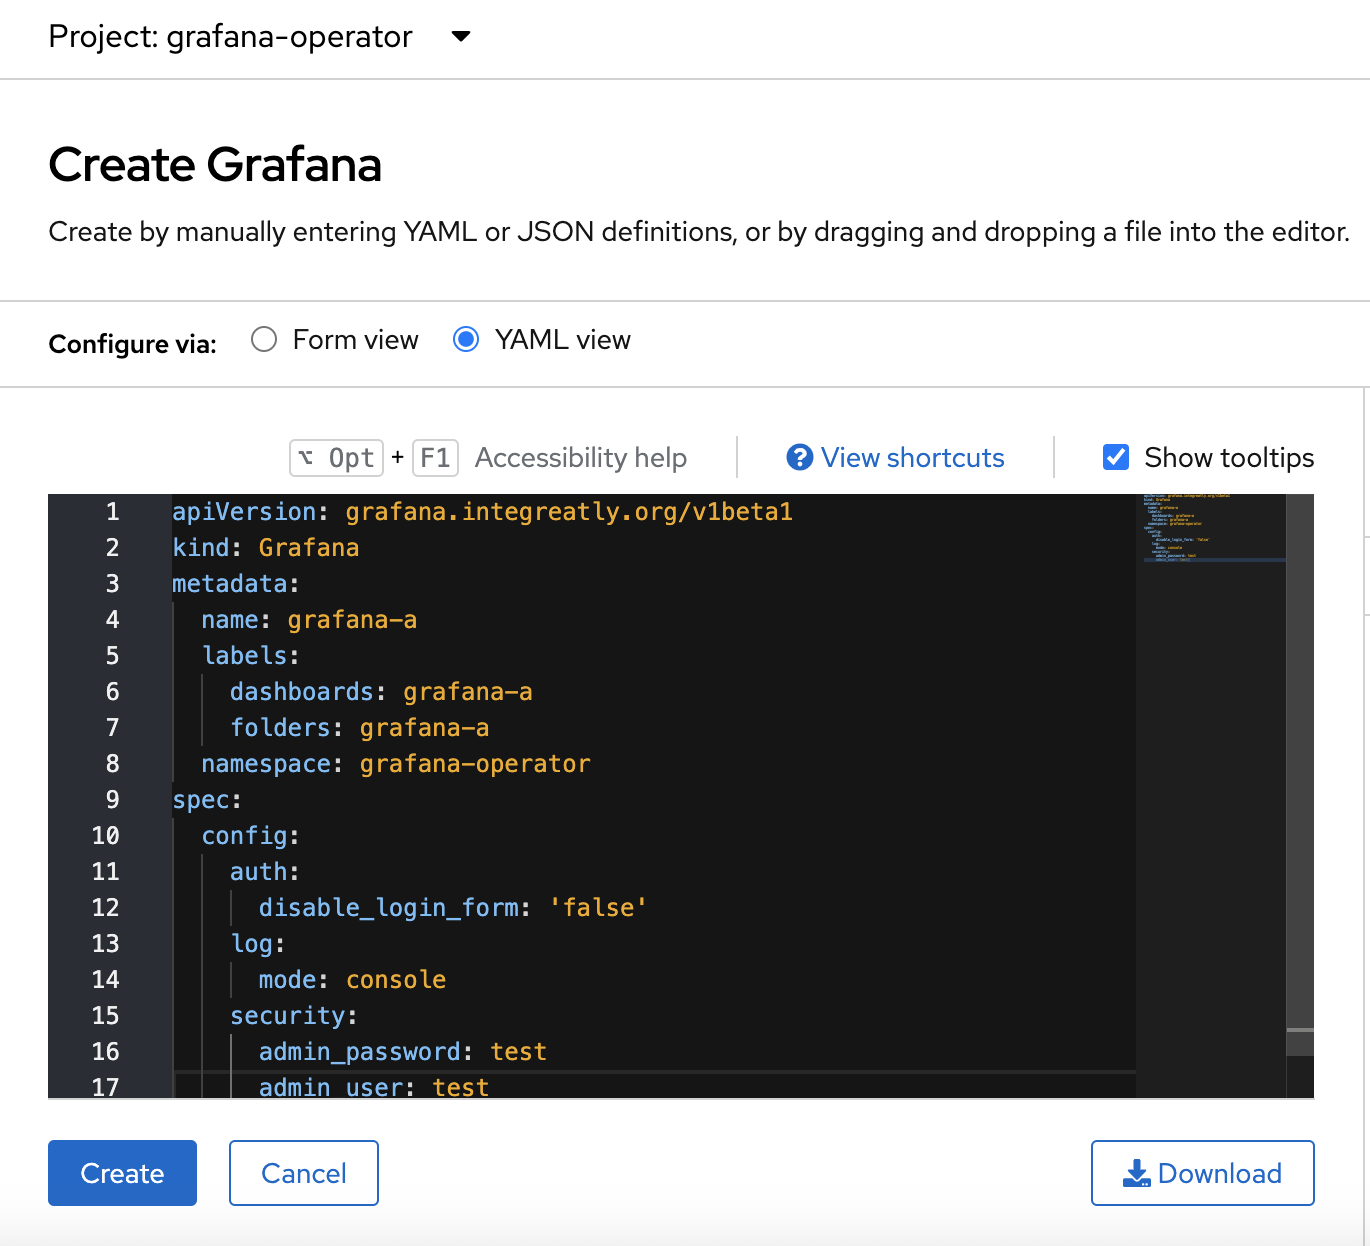 Project: grafana-operator
Create Grafana
Create by manually entering YAML or JSON definitions, or by dragging and dropping a file into the editor.
Configure via: Form view YAML view
⌥ Opt + F1 Accessibility help View shortcuts Show tooltips
1 apiVersion: grafana.integreatly.org/v1beta1
2 kind: Grafana
3 metadata:
4 name: grafana-a
5 labels:
6 dashboards: grafana-a
7 folders: grafana-a
8 namespace: grafana-operator
9 spec:
10 config:
11 auth:
12 disable_login_form: 'false'
13 log:
14 mode: console
15 security:
16 admin_password: test
17 admin_user: test
Create Cancel Download